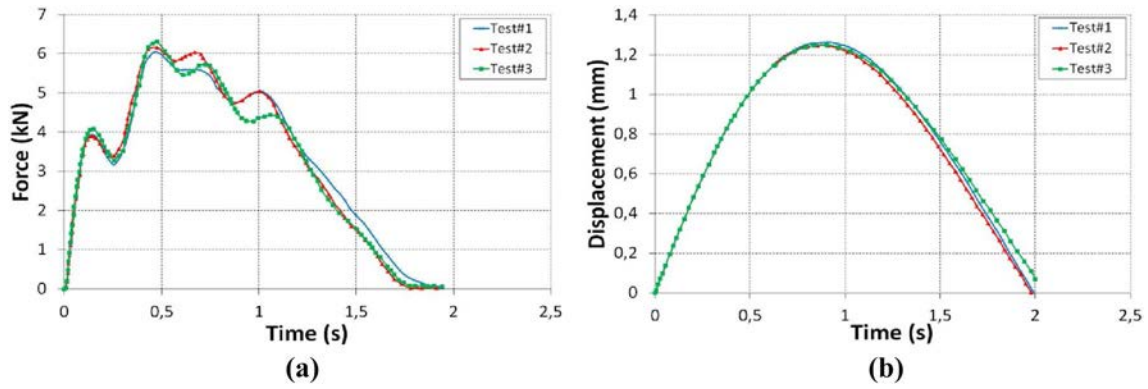 7
6
5
4
3
2
1
0
Force (kN)
0 0,5 1 1,5 2 2,5
Time (s)
Test#1
Test#2
Test#3
(a)
1,4
1,2
1
0,8
0,6
0,4
0,2
0
Displacement (mm)
0 0,5 1 1,5 2 2,5
Time (s)
Test#1
Test#2
Test#3
(b)